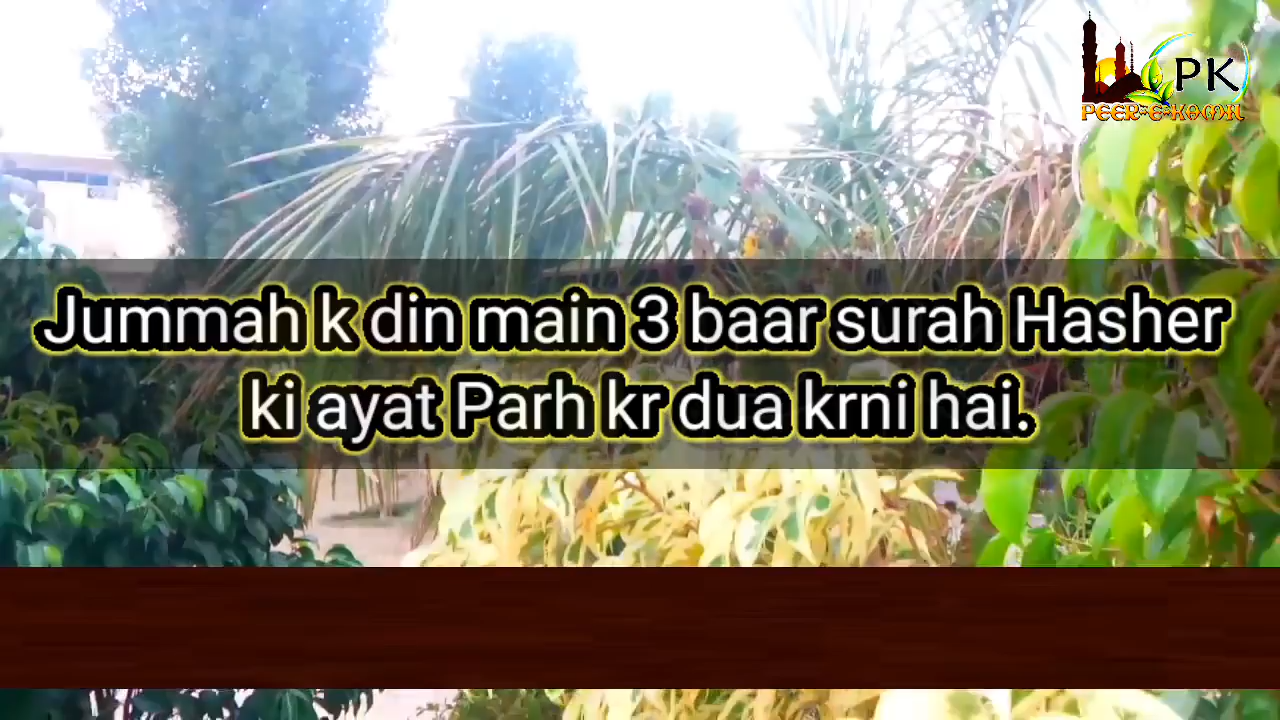 PK
PEER-E-KAMIL
Jummah k din main 3 baar surah Hasher
ki ayat Parh kr dua krni hai.